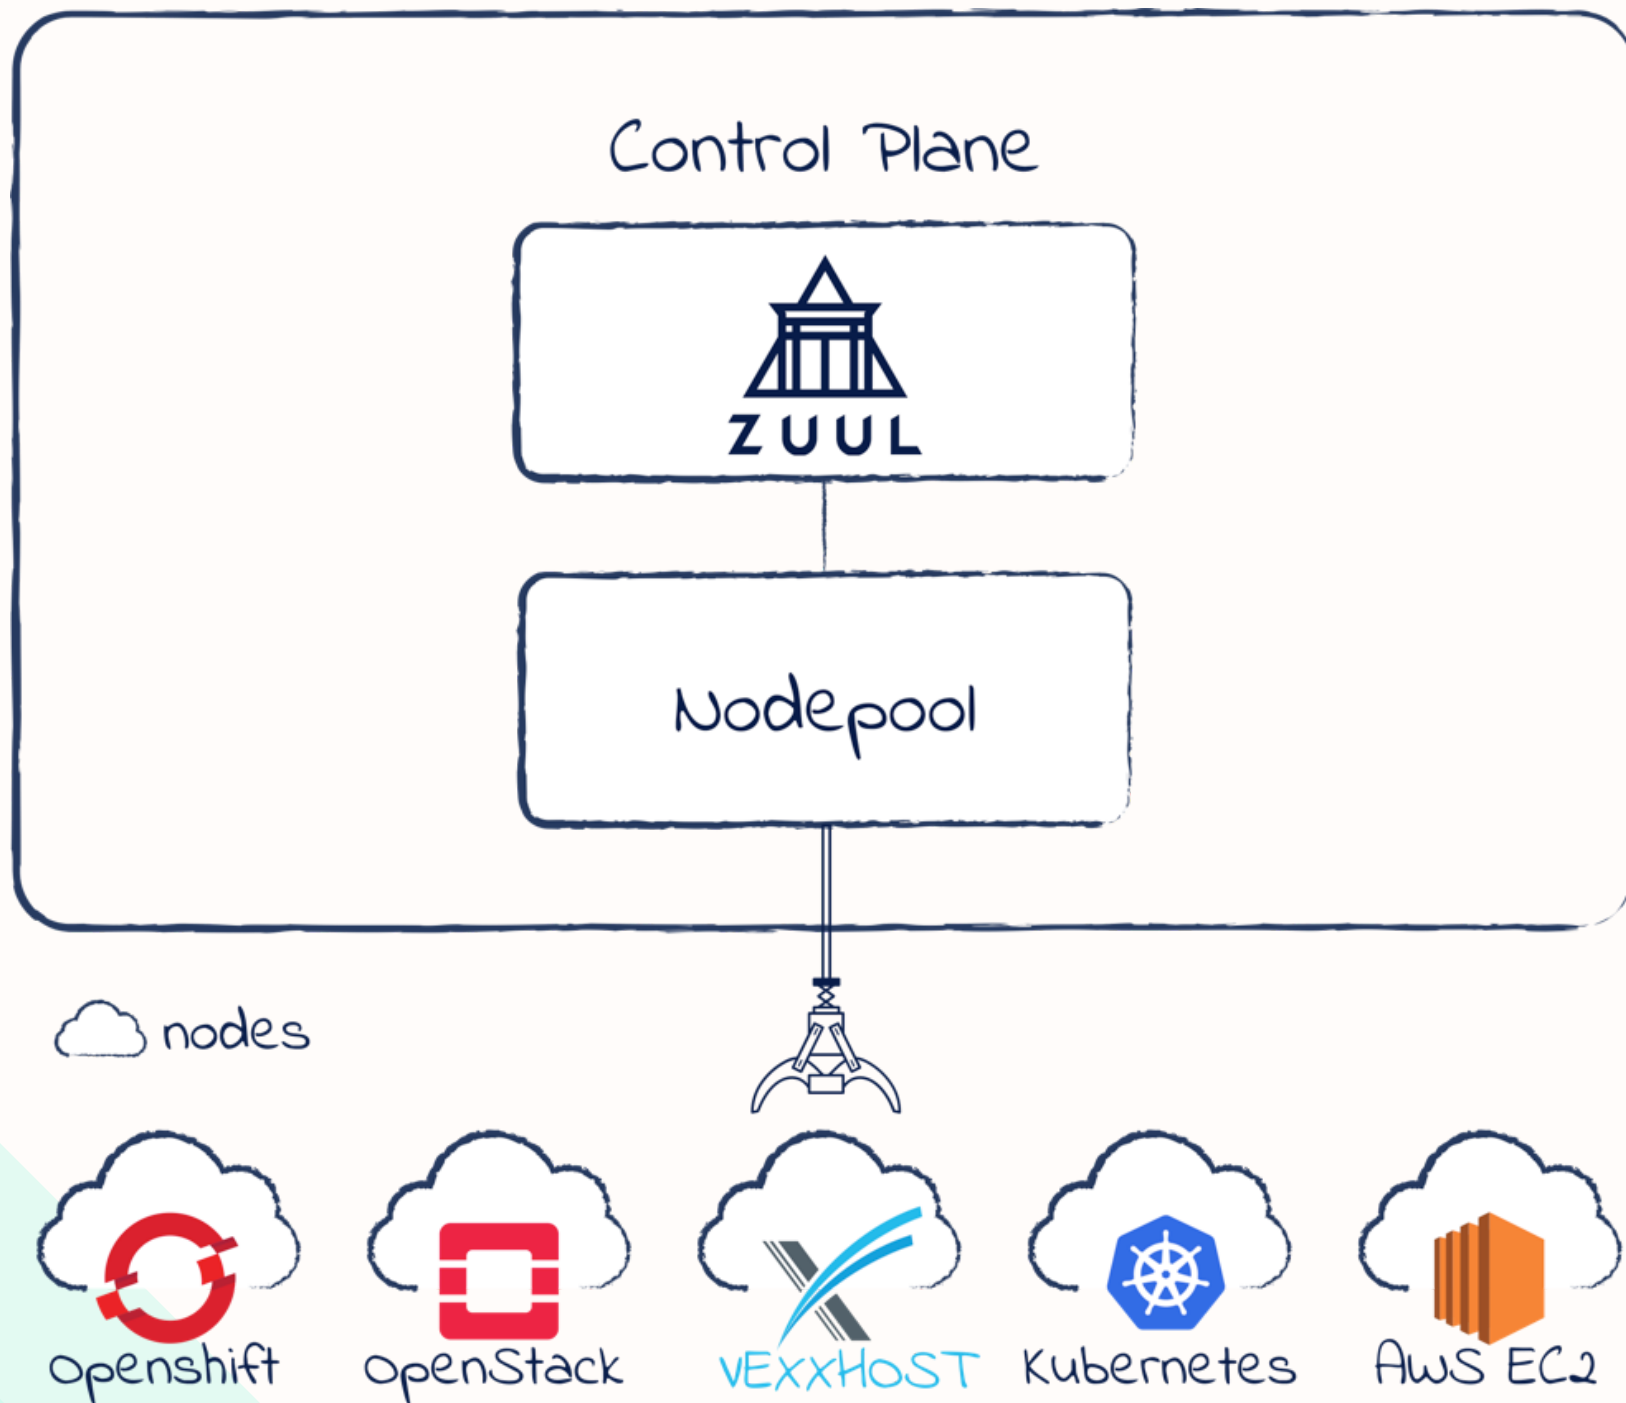 Control Plane
ZUUL
Nodepool
nodes
openshift
openStack
VEXXHOST
Kubernetes
AWS EC2